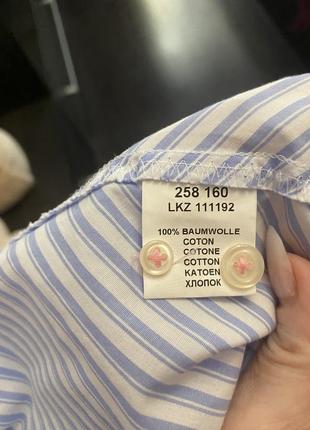 258 160
LKZ 111192
100% BAUMWOLLE
COTON
COTONE
COTTON
KATOEN
ХЛОПОК